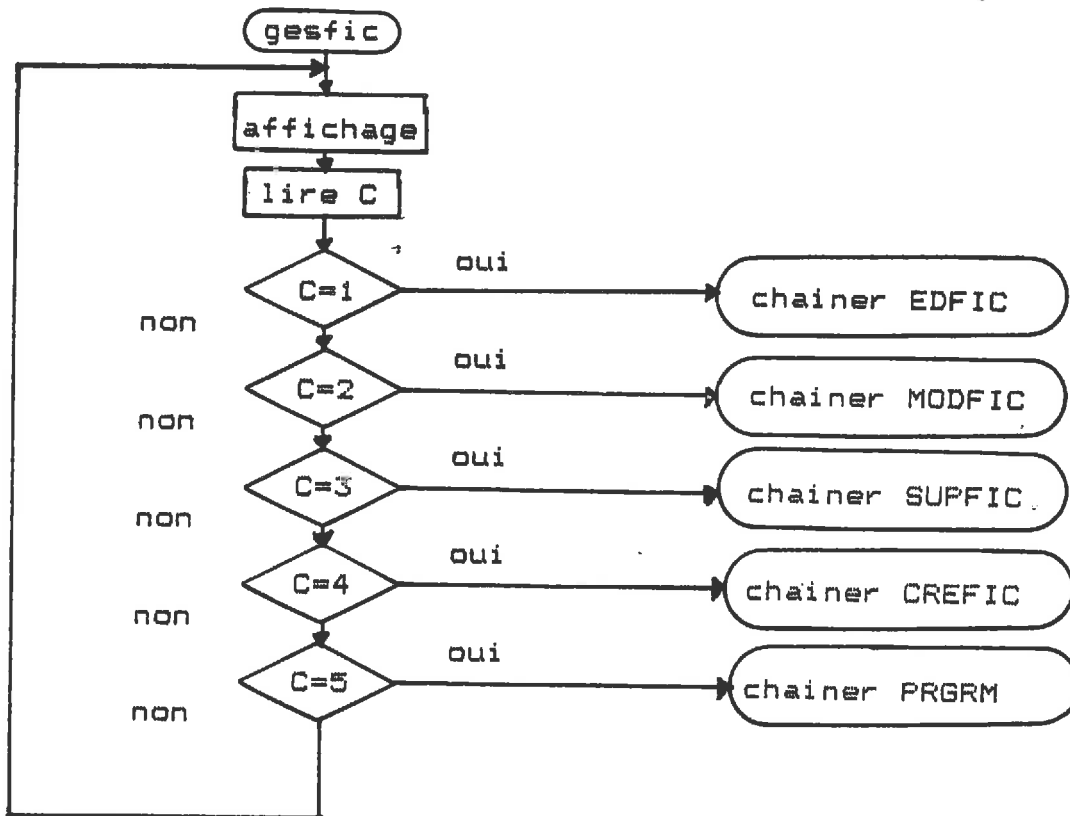 gesfic
affichage
lire C
C=1
oui
chainer EDFIC
non
C=2
oui
chainer MODFIC
non
C=3
oui
chainer SUPFIC
non
C=4
oui
chainer CREFIC
non
C=5
oui
chainer PRGRM
non